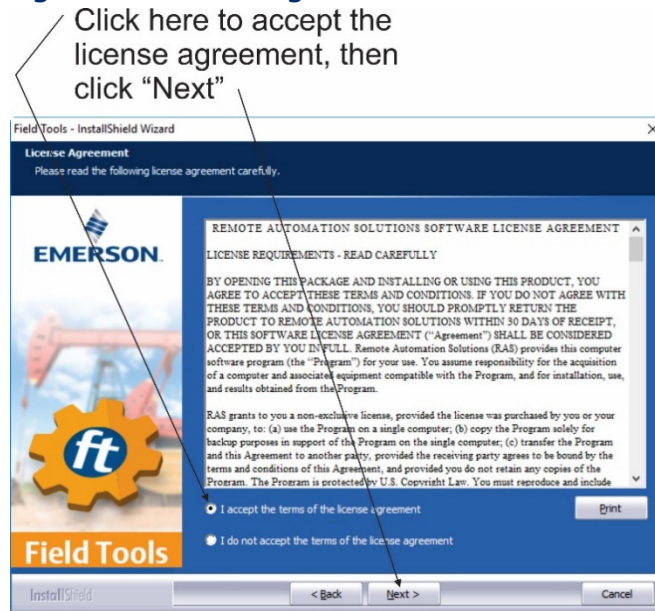 Click here to accept the
license agreement, then
click “Next”
Field Tools - InstallShield Wizard
License Agreement
Please read the following license agreement carefully.
EMERSON
REMOTE AUTOMATION SOLUTIONS SOFTWARE LICENSE AGREEMENT
LICENSE REQUIREMENTS - READ CAREFULLY
BY OPENING THIS PACKAGE AND INSTALLING OR USING THIS PRODUCT, YOU
AGREE TO ACCEPT THESE TERMS AND CONDITIONS. IF YOU DO NOT AGREE WITH
THESE TERMS AND CONDITIONS, YOU SHOULD PROMPTLY RETURN THE
PRODUCT TO REMOTE AUTOMATION SOLUTIONS WITHIN 30 DAYS OF RECEIPT,
OR THIS SOFTWARE LICENSE AGREEMENT ("Agreement") SHALL BE CONSIDERED
ACCEPTED BY YOU IN FULL. Remote Automation Solutions (RAS) provides this computer
software program (the "Program") for your use. You assume responsibility for the acquisition
of a computer and associated equipment compatible with the Program, and for installation, use,
and results obtained from the Program.
RAS grants to you a non-exclusive license, provided the license was purchased by you or your
company, to: (a) use the Program on a single computer; (b) copy the Program solely for
backup purposes in support of the Program on the single computer; (c) transfer the Program
and this Agreement to another party, provided the receiving party agrees to be bound by the
terms and conditions of this Agreement, and provided you do not retain any copies of the
Program. The Program is protected by U.S. Copyright Law. You must reproduce and include
ft
I accept the terms of the license agreement
Print
I do not accept the terms of the license agreement
Field Tools
InstallShield
< Back
Next >
Cancel